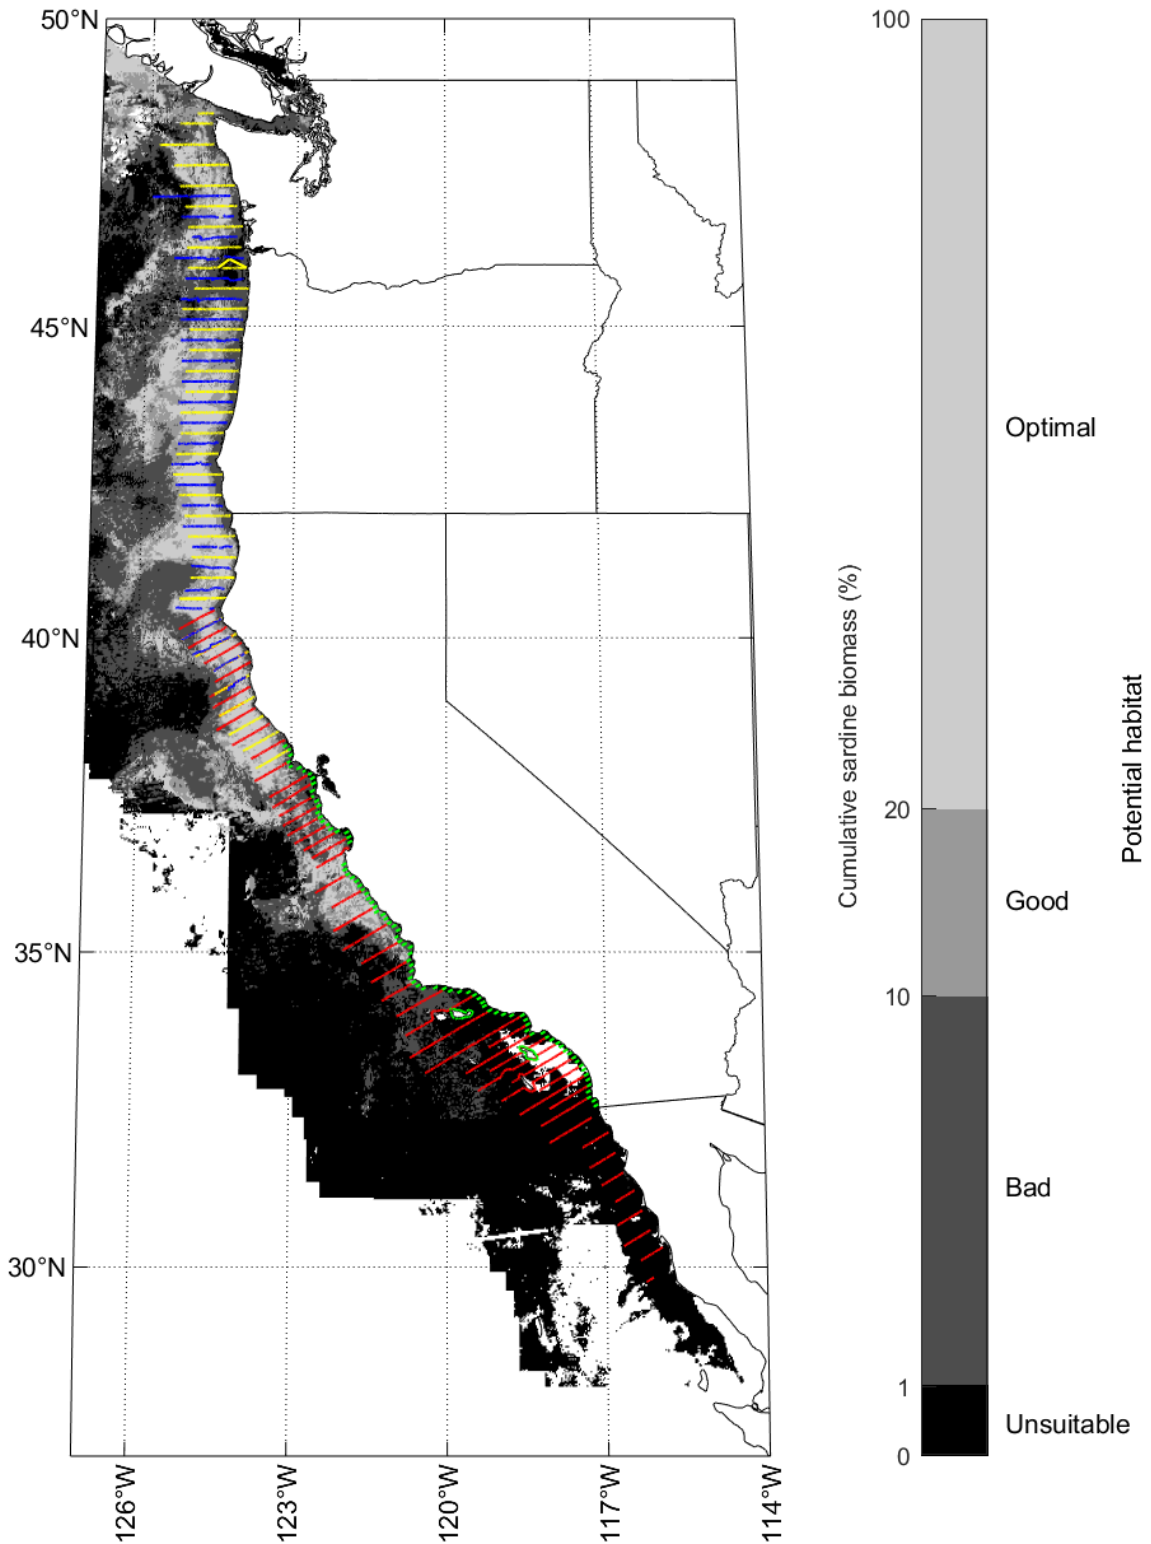 50°N
45°N
40°N
35°N
30°N
126°W
123°W
120°W
117°W
114°W
Cumulative sardine biomass (%)
100
20
10
1
0
Optimal
Good
Bad
Unsuitable
Potential habitat